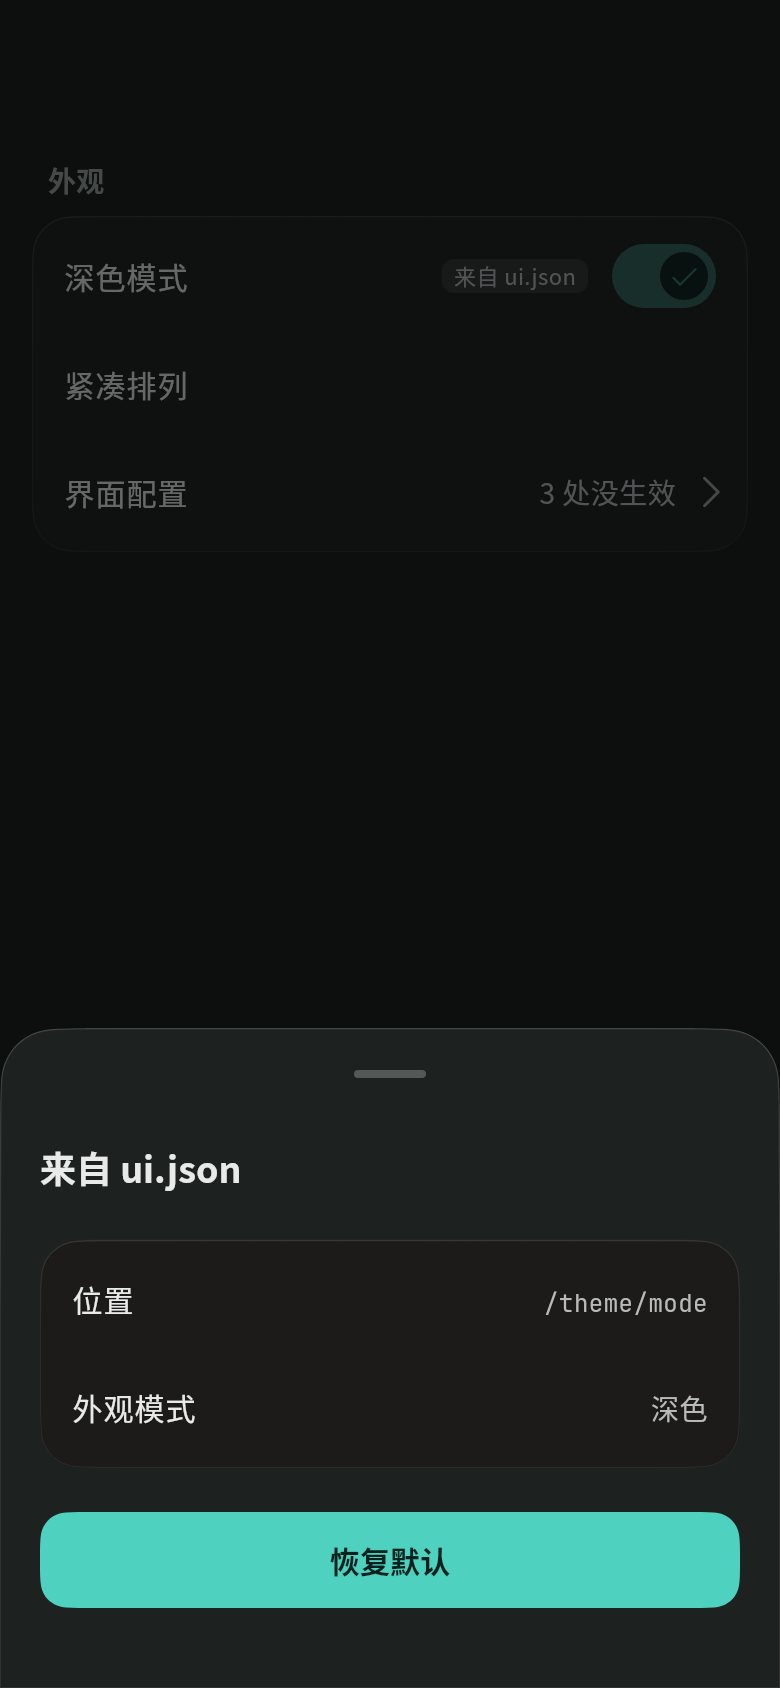 外观
深色模式 来自 ui.json
紧凑排列
界面配置 3 处没生效
来自 ui.json
位置 /theme/mode
外观模式 深色
恢复默认